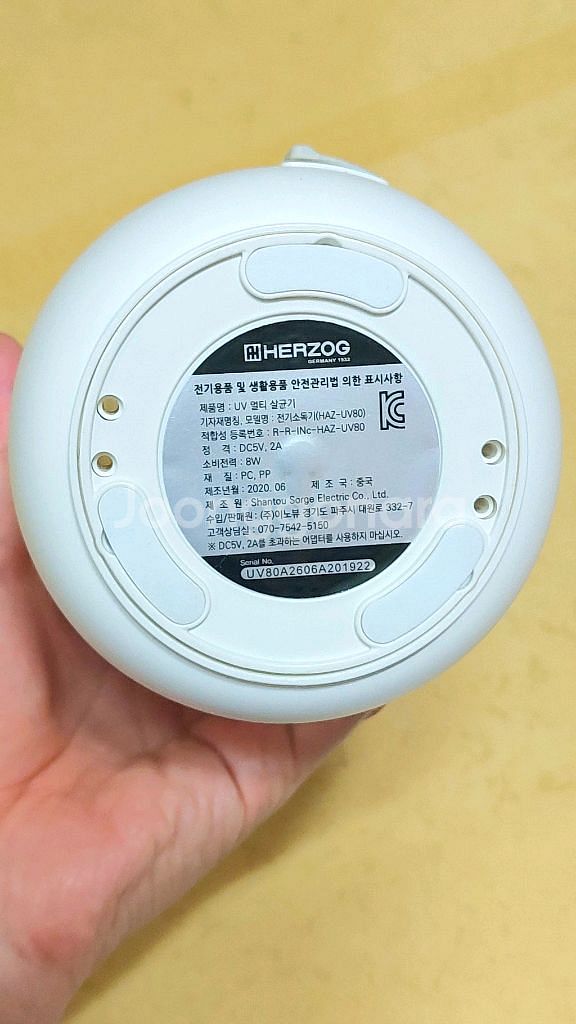 HERZOG
GERMANY 1932
전기용품 및 생활용품 안전관리법 의한 표시사항
제품명 : UV 멀티 살균기
기자재명칭, 모델명 : 전기소독기(HAZ-UV80)
적합성 등록번호 : R-R-INc-HAZ-UV80
정 격 : DC5V, 2A
소비전력 : 8W
재 질 : PC, PP
제조년월 : 2020. 06 제 조 국 : 중국
제 조 원 : Shantou Sorge Electric Co., Ltd.
수입/판매원 : (주)이노뷰 경기도 파주시 대원로 332-7
고객상담실 : 070-7542-5150
※ DC5V, 2A를 초과하는 어댑터를 사용하지 마십시오.
Serial No.
UV80A2606A201922